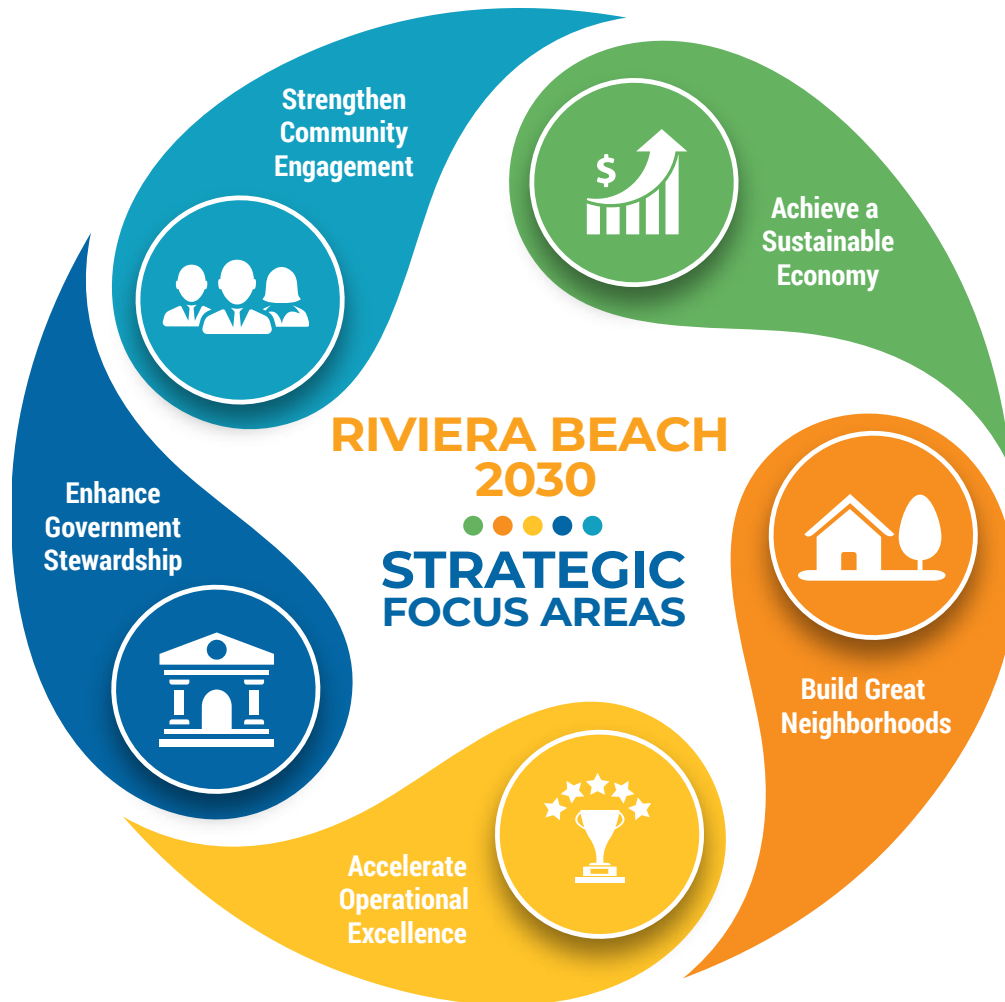 Strengthen
Community
Engagement
$
Achieve a
Sustainable
Economy
RIVIERA BEACH
2030
STRATEGIC
FOCUS AREAS
Enhance
Government
Stewardship
Build Great
Neighborhoods
Accelerate
Operational
Excellence